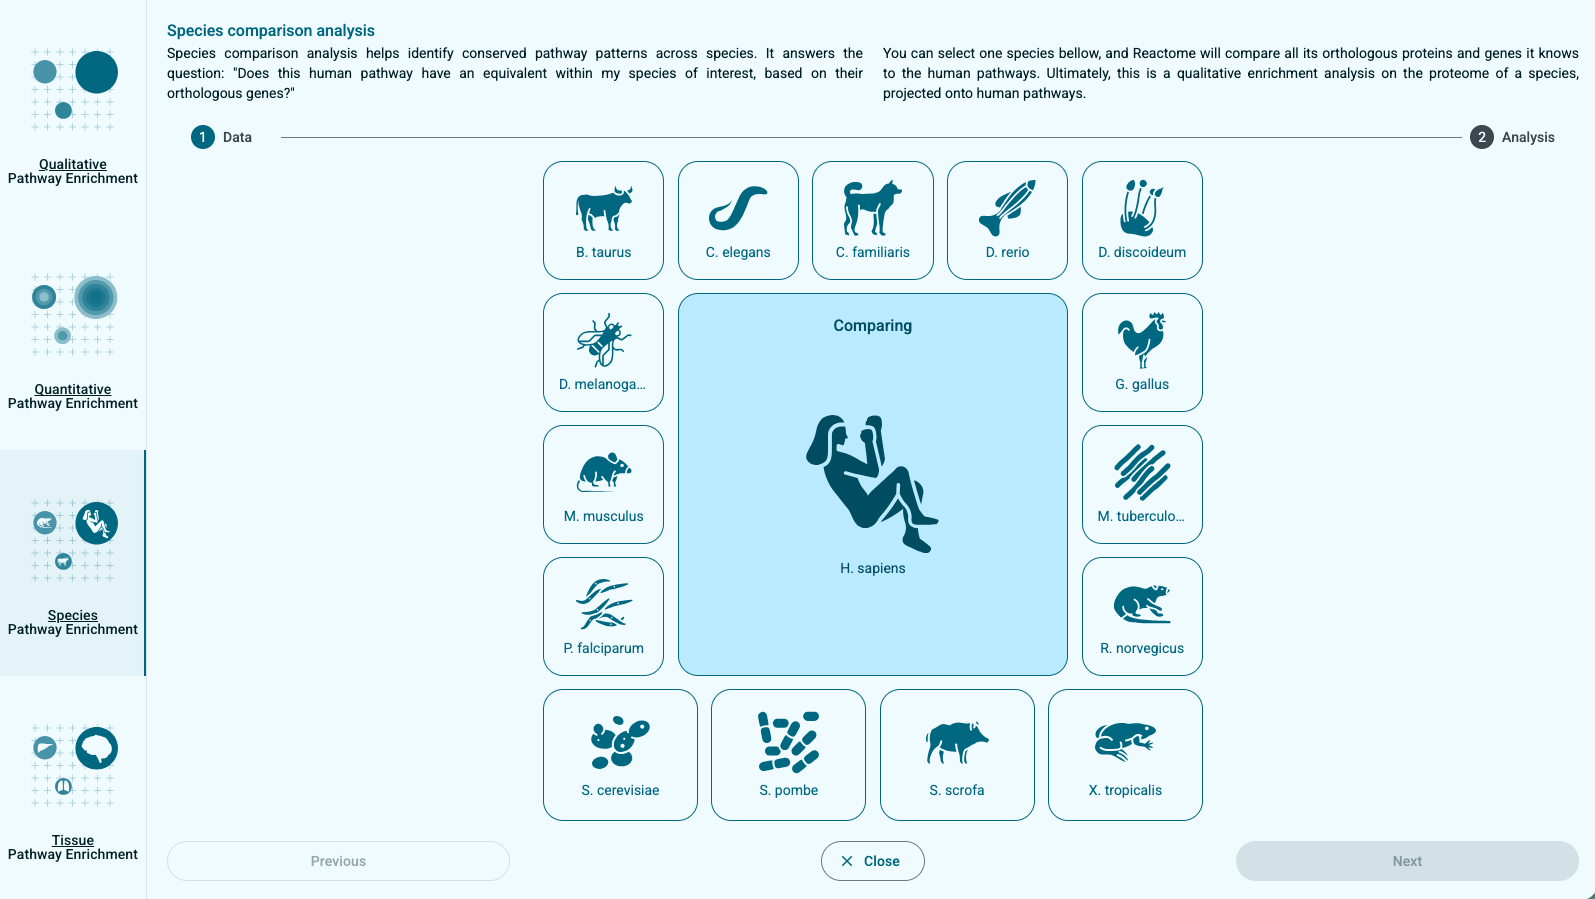 Qualitative
Pathway Enrichment
Quantitative
Pathway Enrichment
Species
Pathway Enrichment
Tissue
Pathway Enrichment
Species comparison analysis
Species comparison analysis helps identify conserved pathway patterns across species. It answers the
question: "Does this human pathway have an equivalent within my species of interest, based on their
orthologous genes?"
You can select one species bellow, and Reactome will compare all its orthologous proteins and genes it knows
to the human pathways. Ultimately, this is a qualitative enrichment analysis on the proteome of a species,
projected onto human pathways.
1 Data
2 Analysis
B. taurus
C. elegans
C. familiaris
D. rerio
D. discoideum
D. melanoga...
Comparing
H. sapiens
G. gallus
M. musculus
M. tuberculo...
P. falciparum
R. norvegicus
S. cerevisiae
S. pombe
S. scrofa
X. tropicalis
Previous
Close
Next